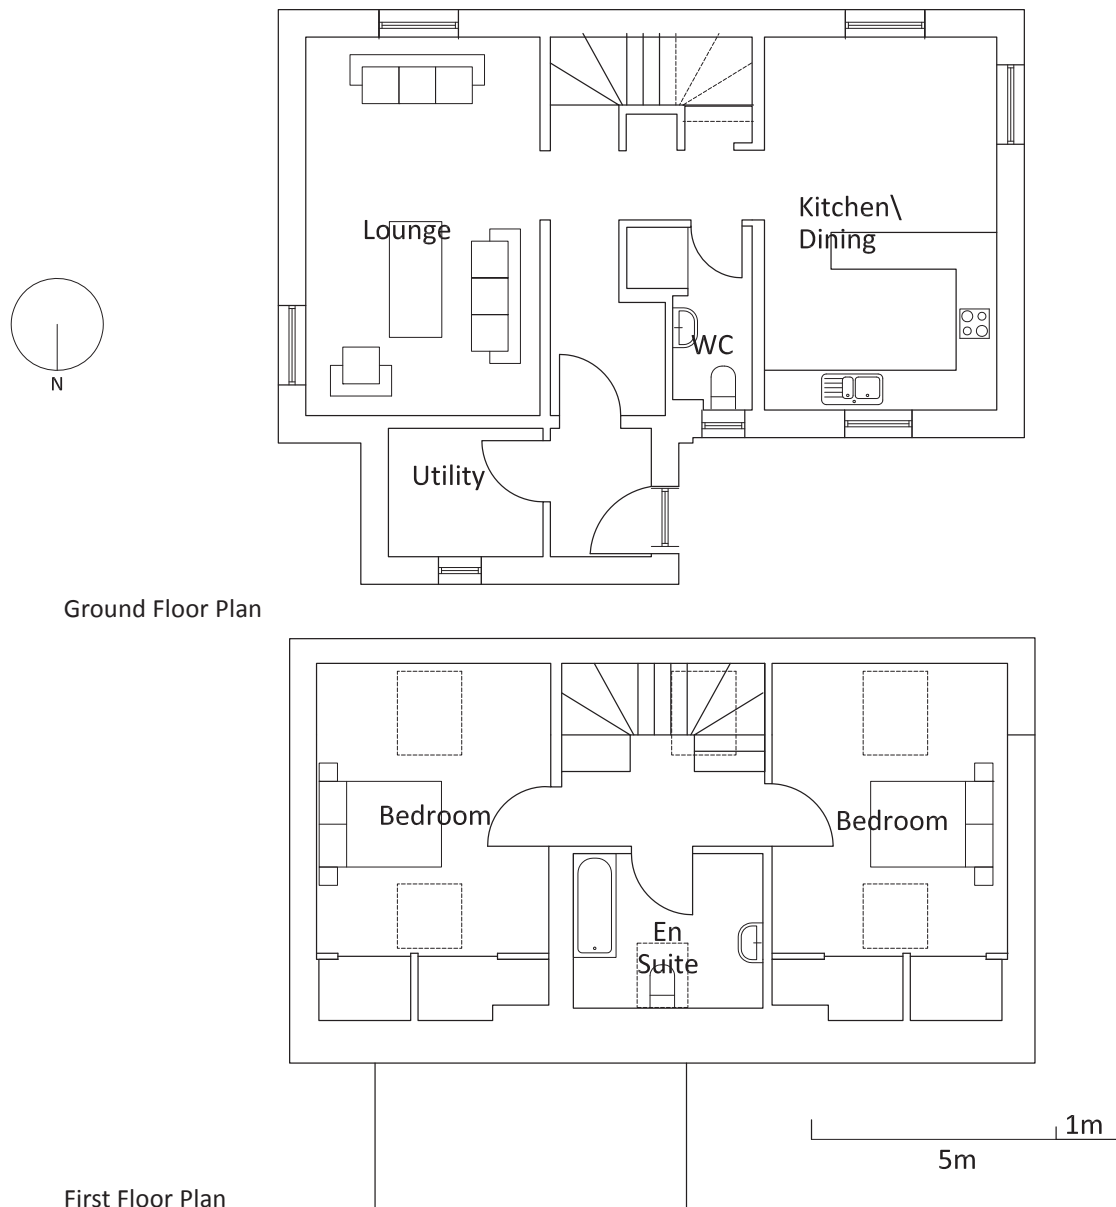 Lounge
Kitchen\
Dining
N
WC
Utility
Ground Floor Plan
Bedroom
Bedroom
En
Suite
1m
5m
First Floor Plan